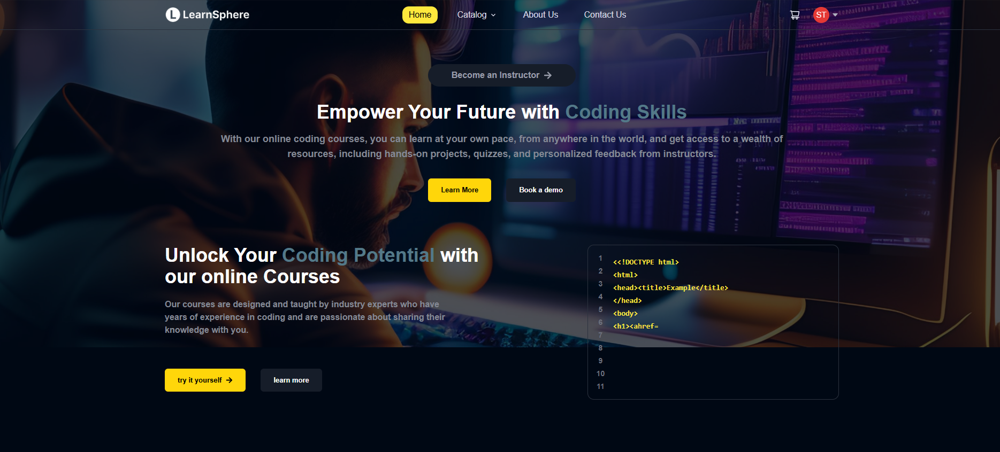 LearnSphere
Home
Catalog
About Us
Contact Us
ST
Become an Instructor
Empower Your Future with Coding Skills
With our online coding courses, you can learn at your own pace, from anywhere in the world, and get access to a wealth of
resources, including hands-on projects, quizzes, and personalized feedback from instructors.
Learn More
Book a demo
Unlock Your Coding Potential with
our online Courses
Our courses are designed and taught by industry experts who have
years of experience in coding and are passionate about sharing their
knowledge with you.
try it yourself
learn more
1
2
3
4
5
6
7
8
9
10
11
<<!DOCTYPE html>
<html>
<head><title>Example</title>
</head>
<body>
<h1><ahref=